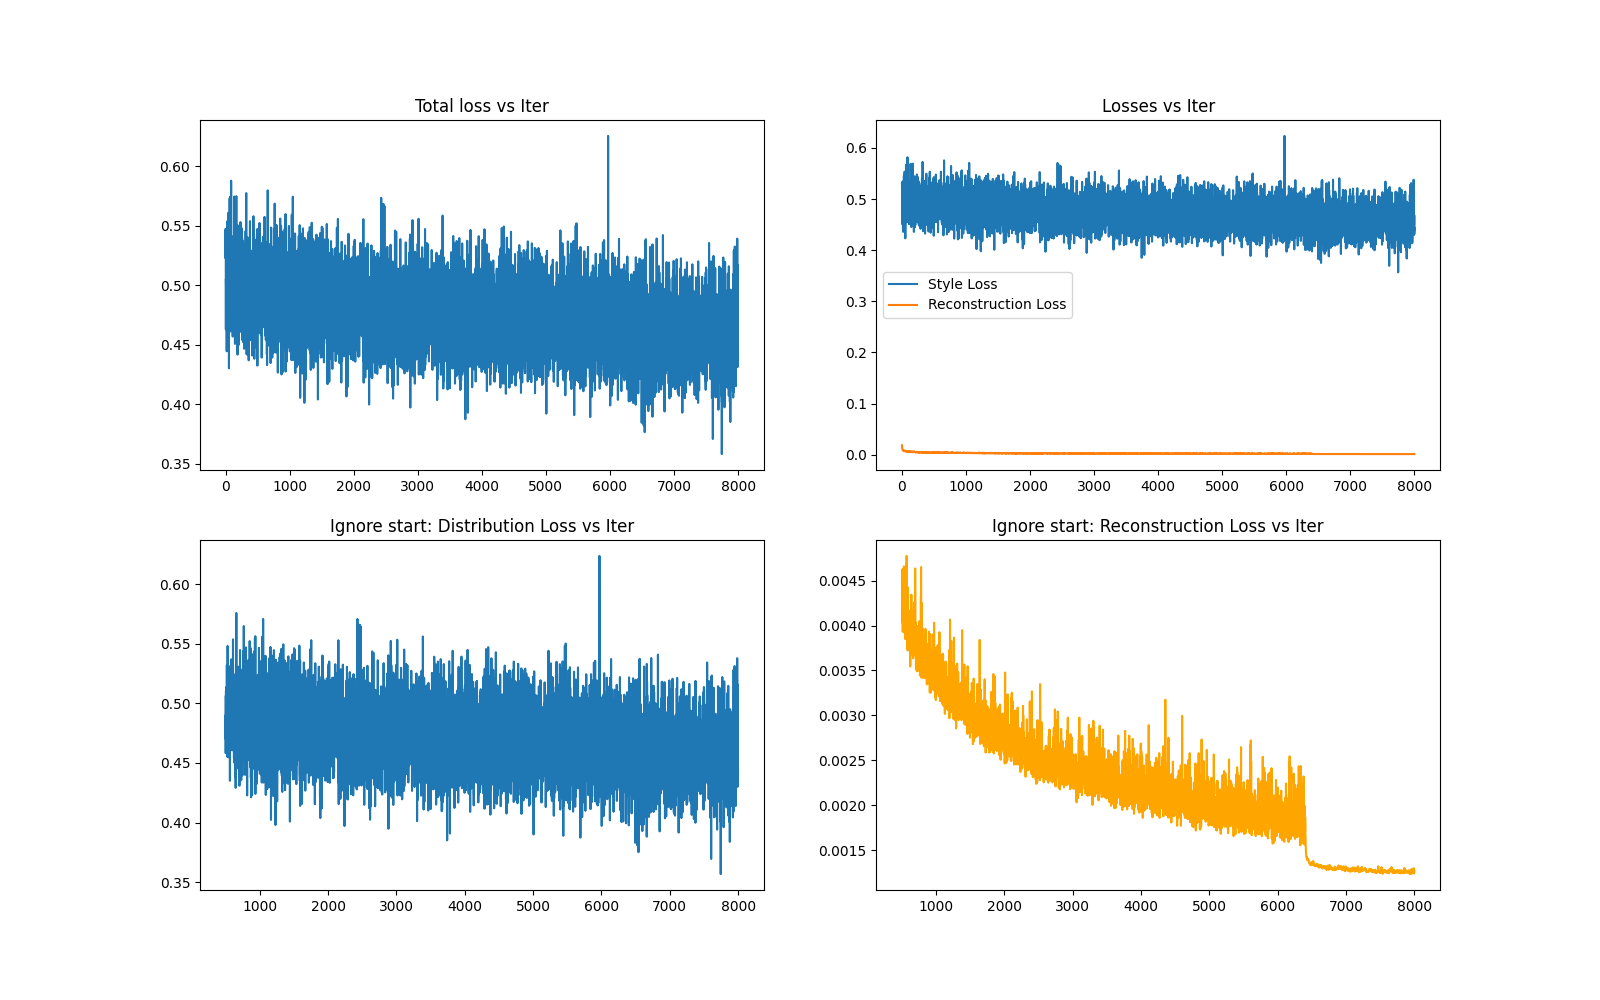 Total loss vs Iter
0.60
0.55
0.50
0.45
0.40
0.35
0 1000 2000 3000 4000 5000 6000 7000 8000
Losses vs Iter
0.6
0.5
0.4
0.3
0.2
0.1
0.0
Style Loss
Reconstruction Loss
0 1000 2000 3000 4000 5000 6000 7000 8000
Ignore start: Distribution Loss vs Iter
0.60
0.55
0.50
0.45
0.40
0.35
1000 2000 3000 4000 5000 6000 7000 8000
Ignore start: Reconstruction Loss vs Iter
0.0045
0.0040
0.0035
0.0030
0.0025
0.0020
0.0015
1000 2000 3000 4000 5000 6000 7000 8000